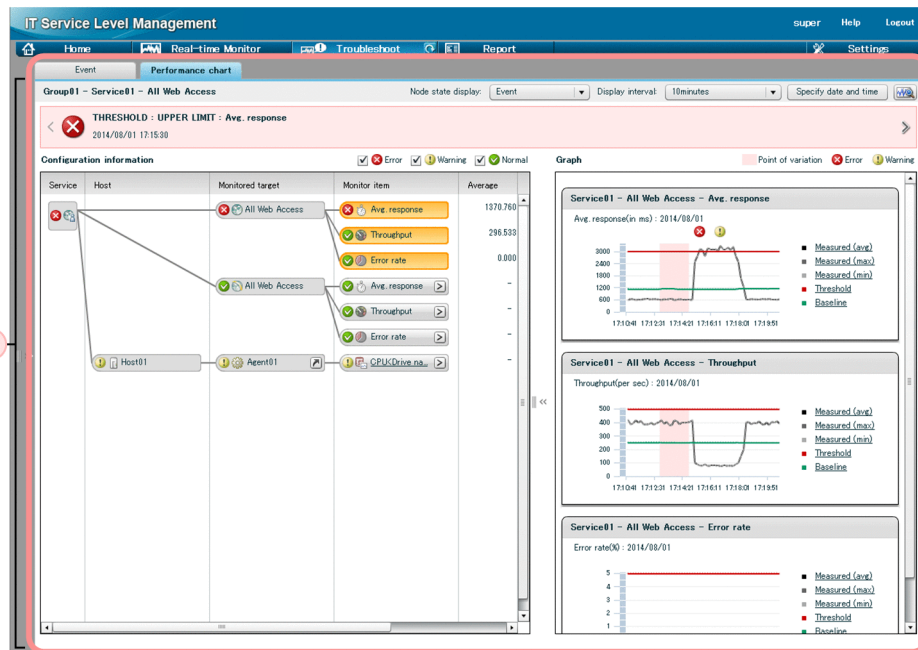 IT Service Level Management
super Help Logout
Home Real-time Monitor Troubleshoot Report Settings
Event Performance chart
Group01 - Service01 - All Web Access Node state display: Event Display interval: 10minutes Specify date and time
THRESHOLD : UPPER LIMIT : Avg. response
2014/08/01 17:15:30
Configuration information Error Warning Normal
Service Host Monitored target Monitor item Average
All Web Access Avg. response 1370.760
Throughput 296.533
Error rate 0.000
All Web Access Avg. response -
Throughput -
Error rate -
Host01 Agent01 CPU<Drive na... -
Graph Point of variation Error Warning
Service01 - All Web Access - Avg. response
Avg. response(in ms) : 2014/08/01
3000
2400
1800
1200
600
0
17:10:41 17:12:31 17:14:21 17:16:11 17:18:01 17:19:51
Measured (avg)
Measured (max)
Measured (min)
Threshold
Baseline
Service01 - All Web Access - Throughput
Throughput(per sec) : 2014/08/01
500
400
300
200
100
0
17:10:41 17:12:31 17:14:21 17:16:11 17:18:01 17:19:51
Measured (avg)
Measured (max)
Measured (min)
Threshold
Baseline
Service01 - All Web Access - Error rate
Error rate(%) : 2014/08/01
5
4
3
2
1
Measured (avg)
Measured (max)
Measured (min)
Threshold
Baseline